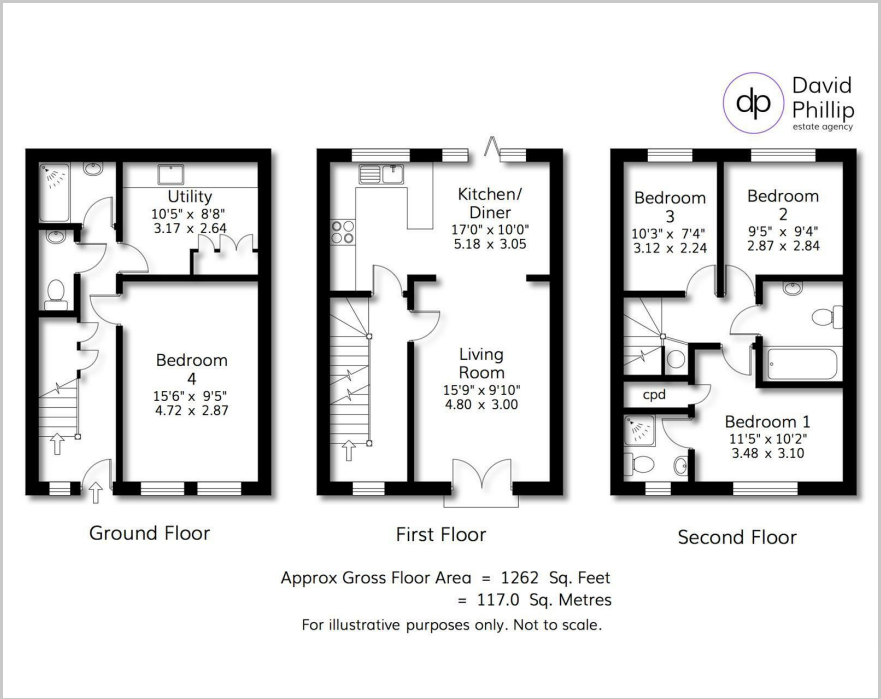 dp
David
Phillip
estate agency
Utility
10'5" x 8'8"
3.17 x 2.64
Bedroom
4
15'6" x 9'5"
4.72 x 2.87
Ground Floor
Kitchen/
Diner
17'0" x 10'0"
5.18 x 3.05
Living
Room
15'9" x 9'10"
4.80 x 3.00
First Floor
Bedroom
3
10'3" x 7'4"
3.12 x 2.24
Bedroom
2
9'5" x 9'4"
2.87 x 2.84
cpd
Bedroom 1
11'5" x 10'2"
3.48 x 3.10
Second Floor
Approx Gross Floor Area = 1262 Sq. Feet
= 117.0 Sq. Metres
For illustrative purposes only. Not to scale.